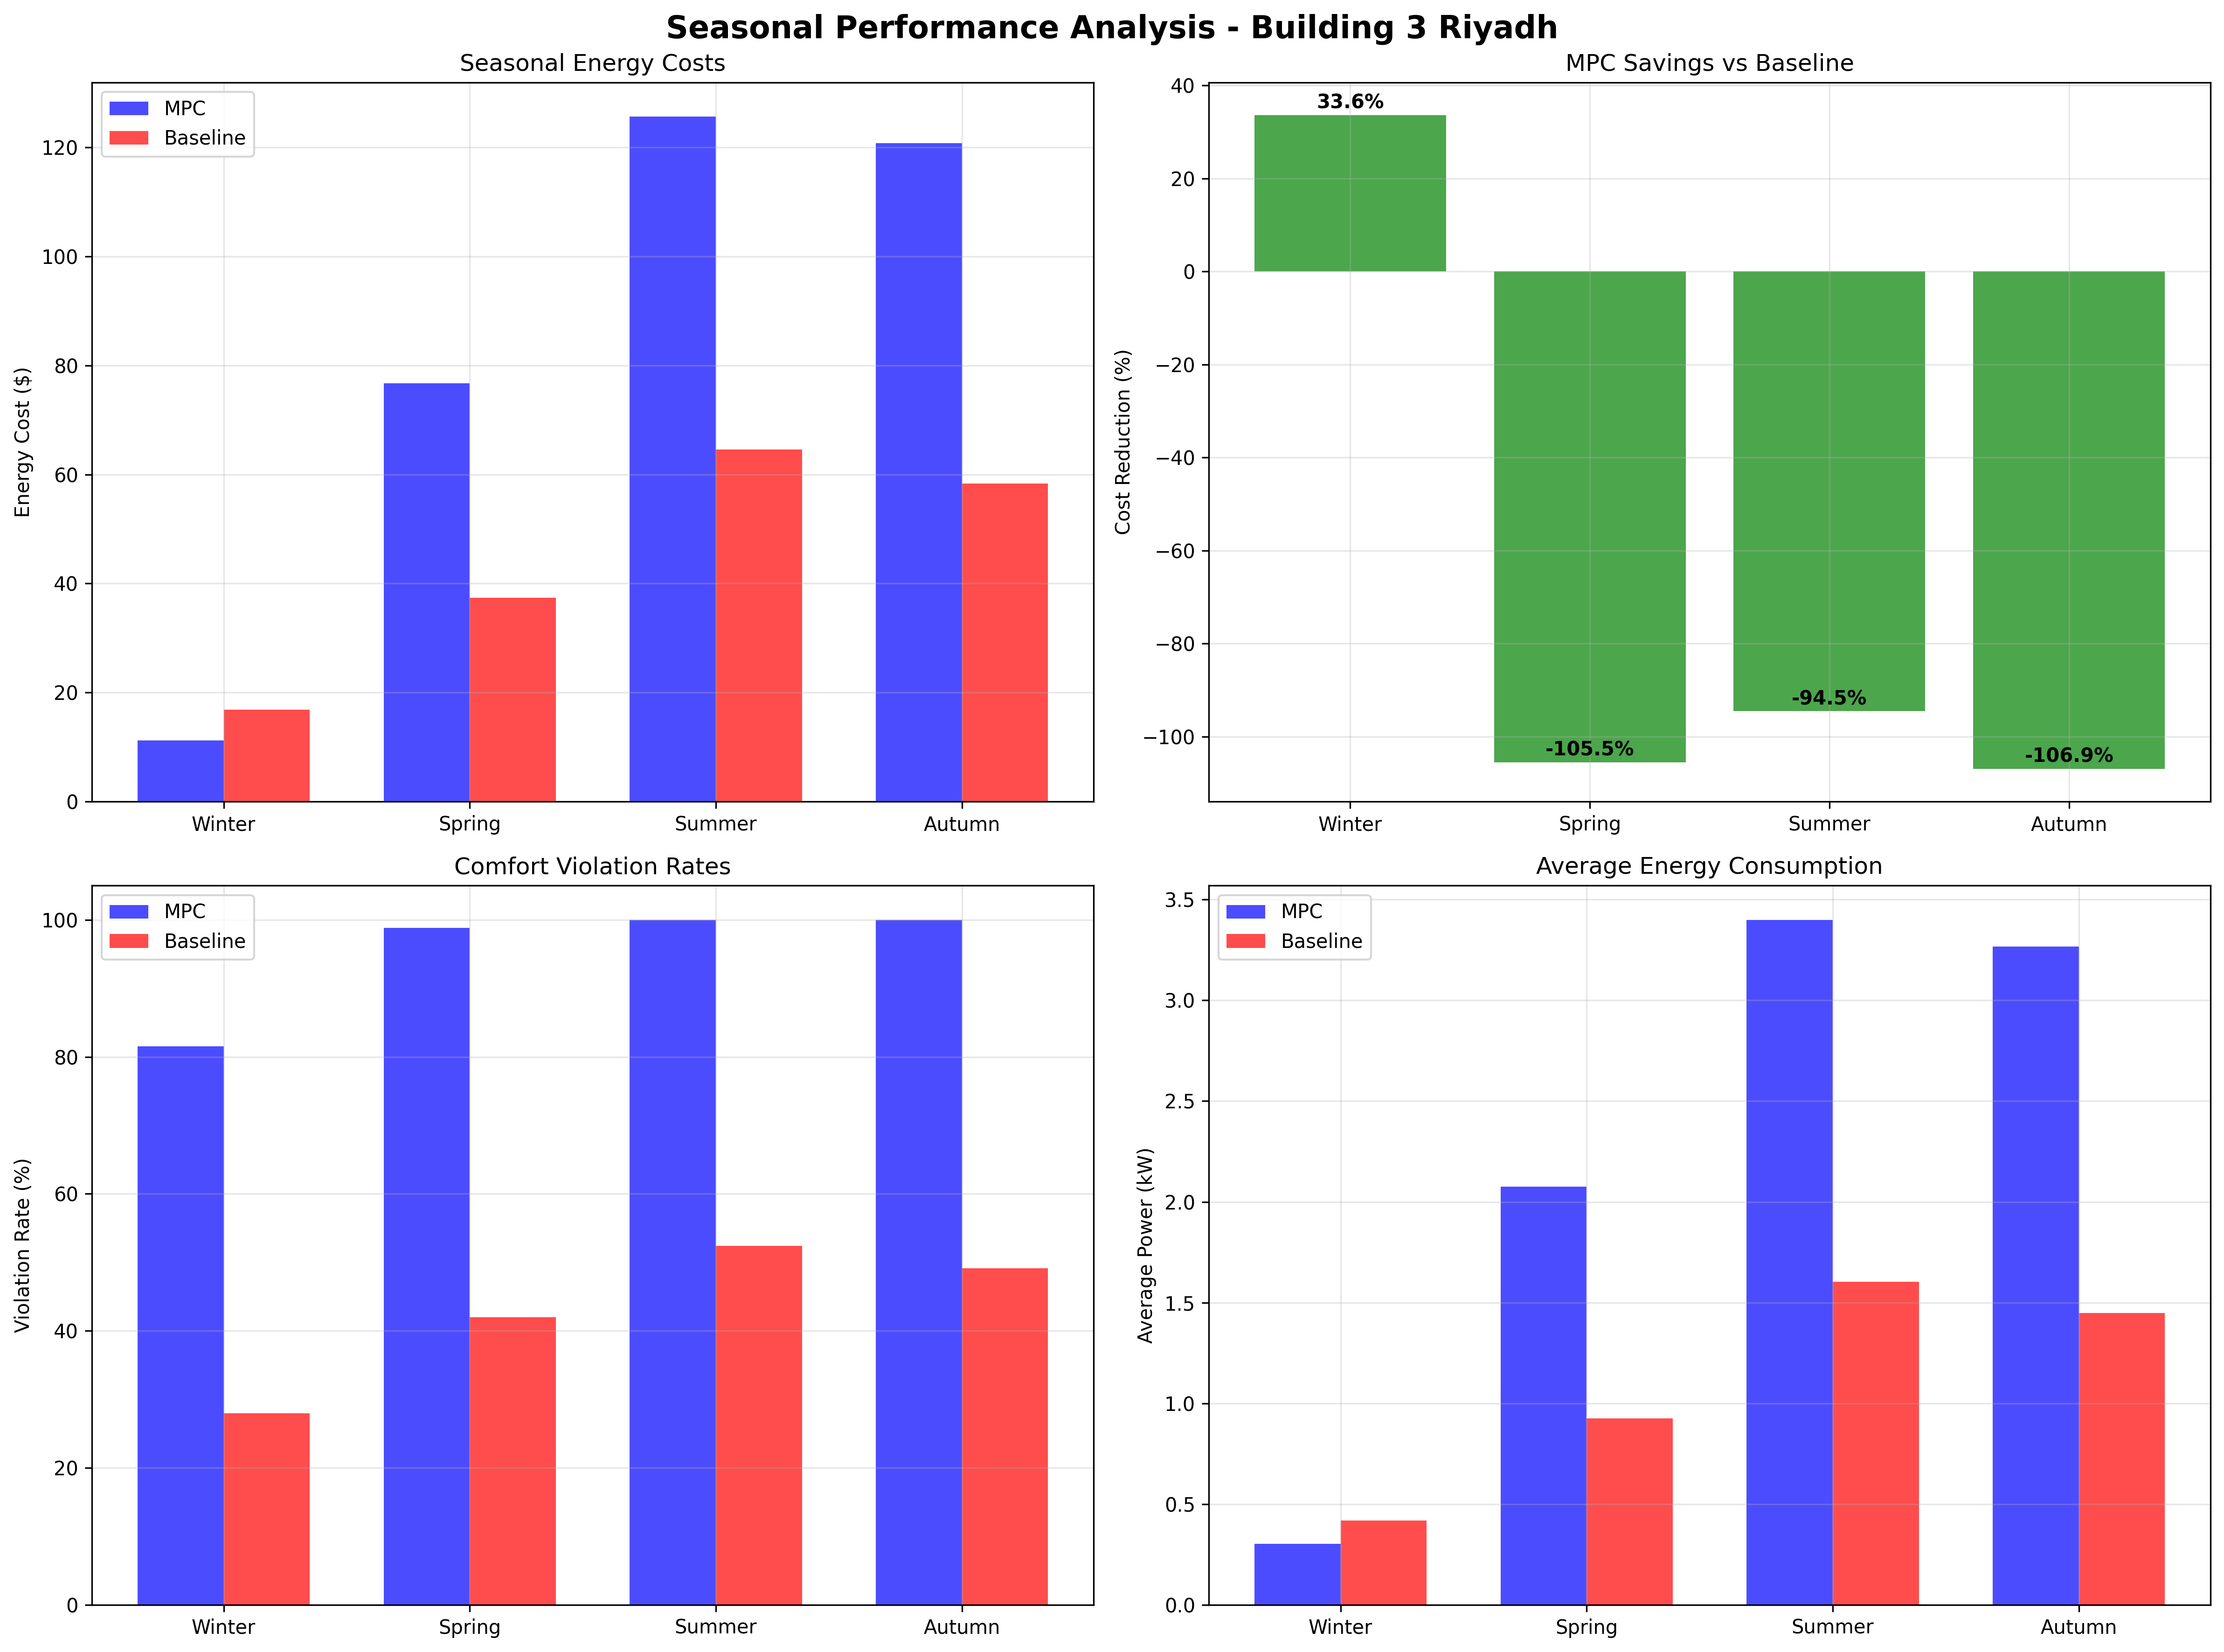 Seasonal Performance Analysis - Building 3 Riyadh
Seasonal Energy Costs
MPC
Baseline
Energy Cost ($)
120
100
80
60
40
20
0
Winter Spring Summer Autumn
MPC Savings vs Baseline
Cost Reduction (%)
40
20
0
−20
−40
−60
−80
−100
33.6%
-105.5%
-94.5%
-106.9%
Winter Spring Summer Autumn
Comfort Violation Rates
MPC
Baseline
Violation Rate (%)
100
80
60
40
20
0
Winter Spring Summer Autumn
Average Energy Consumption
MPC
Baseline
Average Power (kW)
3.5
3.0
2.5
2.0
1.5
1.0
0.5
0.0
Winter Spring Summer Autumn